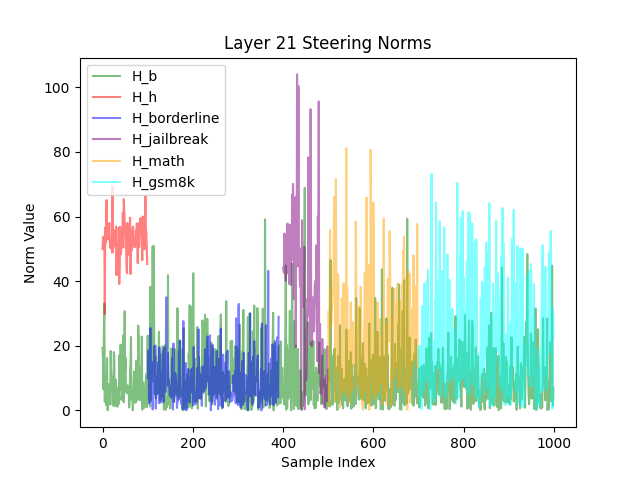 Layer 21 Steering Norms
H_b
H_h
H_borderline
H_jailbreak
H_math
H_gsm8k
Norm Value
100
80
60
40
20
0
0 200 400 600 800 1000
Sample Index